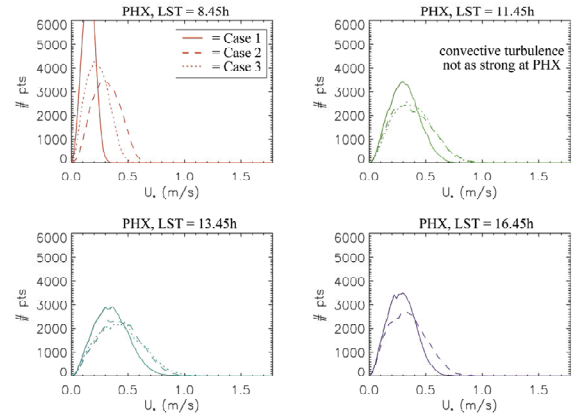 PHX, LST = 8.45h
6000
5000
4000
3000
2000
1000
0
# pts
= Case 1
= Case 2
= Case 3
0.0 0.5 1.0 1.5
U* (m/s)
PHX, LST = 11.45h
6000
5000
4000
3000
2000
1000
0
# pts
convective turbulence
not as strong at PHX
0.0 0.5 1.0 1.5
U* (m/s)
PHX, LST = 13.45h
6000
5000
4000
3000
2000
1000
0
# pts
0.0 0.5 1.0 1.5
U* (m/s)
PHX, LST = 16.45h
6000
5000
4000
3000
2000
1000
0
# pts
0.0 0.5 1.0 1.5
U* (m/s)